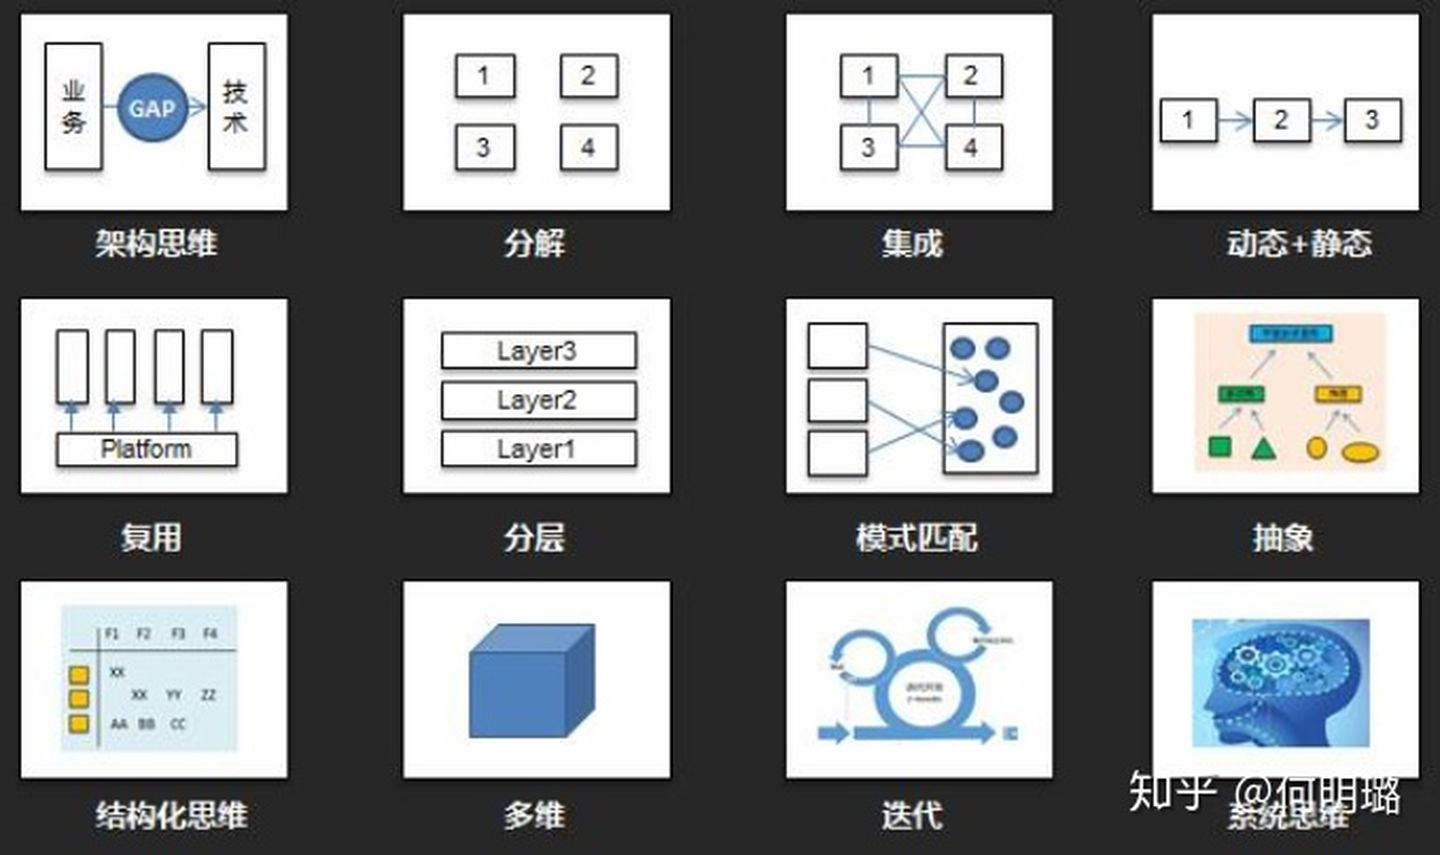 业务
GAP
技术
架构思维
1
2
3
4
分解
1
2
3
4
集成
1
2
3
动态+静态
Platform
复用
Layer3
Layer2
Layer1
分层
模式匹配
抽象
F1 F2 F3 F4
XX
XX YY ZZ
AA BB CC
结构化思维
多维
迭代
知乎 @何明璐
系统思维